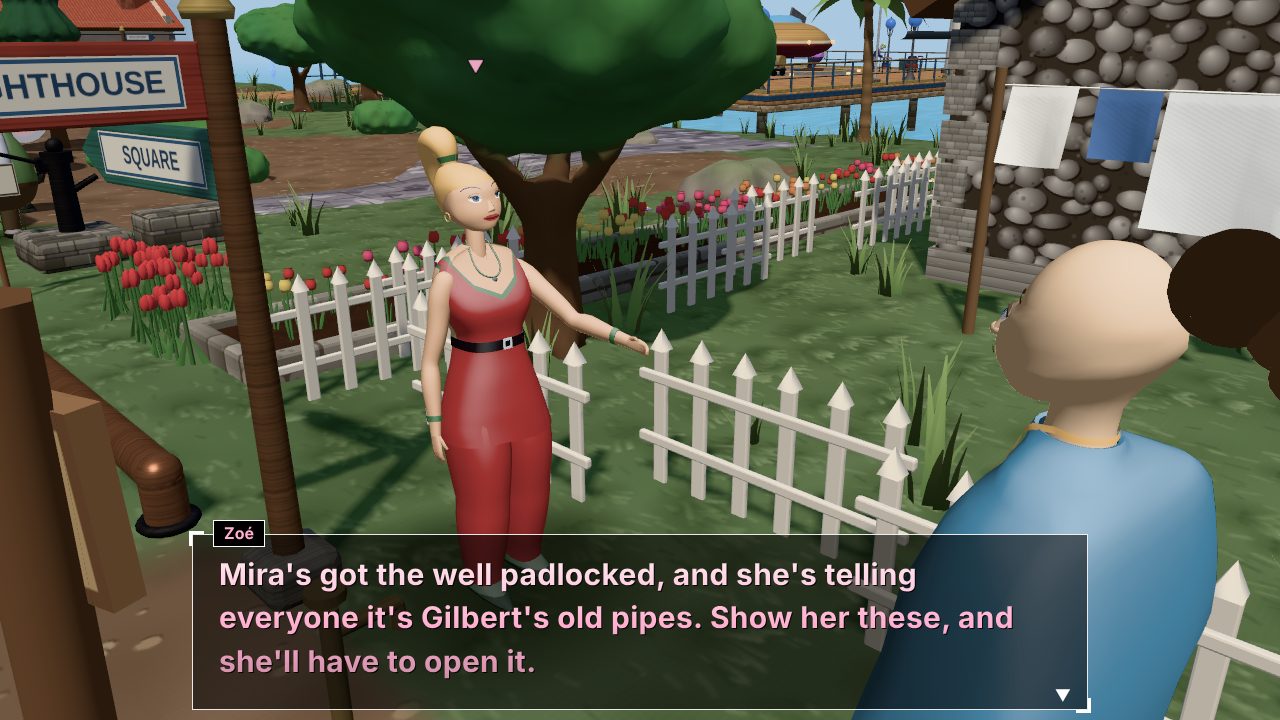 HTHOUSE
SQUARE
Zoé
Mira's got the well padlocked, and she's telling
everyone it's Gilbert's old pipes. Show her these, and
she'll have to open it.